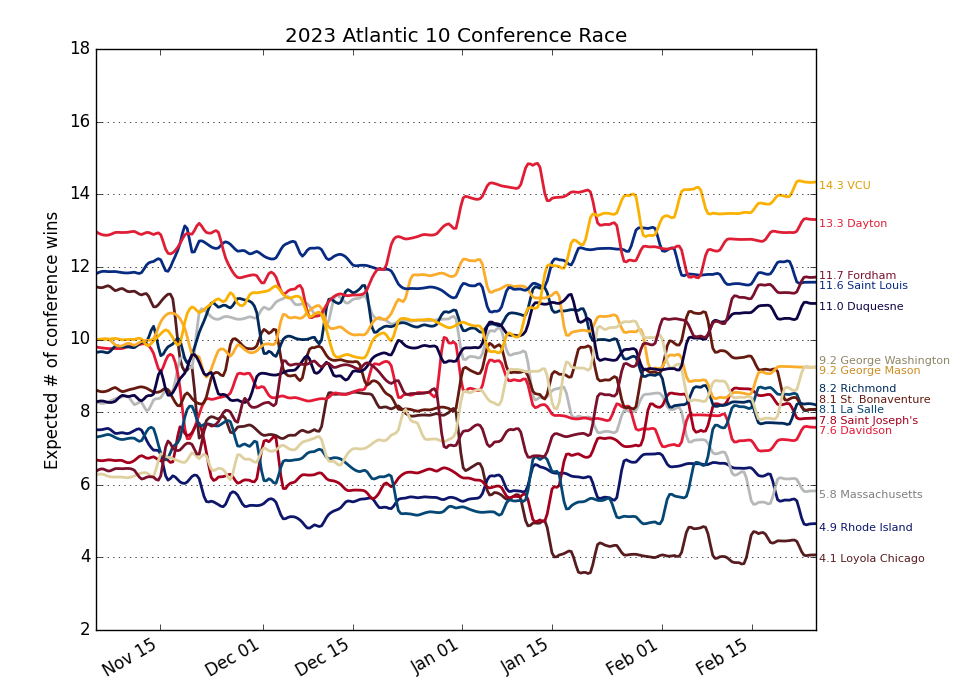 2023 Atlantic 10 Conference Race
Expected # of conference wins
18
16
14
12
10
8
6
4
2
14.3 VCU
13.3 Dayton
11.7 Fordham
11.6 Saint Louis
11.0 Duquesne
9.2 George Washington
9.2 George Mason
8.2 Richmond
8.1 St. Bonaventure
8.1 La Salle
7.8 Saint Joseph's
7.6 Davidson
5.8 Massachusetts
4.9 Rhode Island
4.1 Loyola Chicago
Nov 15
Dec 01
Dec 15
Jan 01
Jan 15
Feb 01
Feb 15